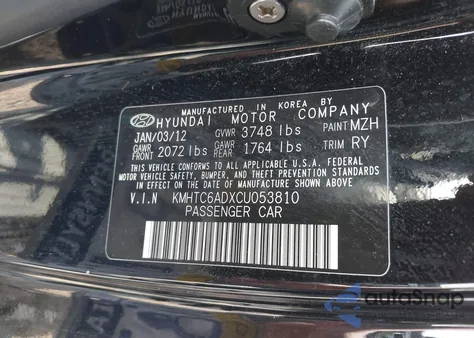 MANUFACTURED IN KOREA BY
HYUNDAI MOTOR COMPANY
JAN/03/12 GVWR 3748 lbs PAINT:MZH
GAWR FRONT 2072 lbs GAWR REAR 1764 lbs TRIM RY
THIS VEHICLE CONFORMS TO ALL APPLICABLE U.S.A. FEDERAL
MOTOR VEHICLE SAFETY, BUMPER, AND THEFT PREVENTION STANDARDS
IN EFFECT ON THE DATE OF MANUFACTURE SHOWN ABOVE.
V.I.N KMHTC6ADXCU053810
PASSENGER CAR
autoSnap